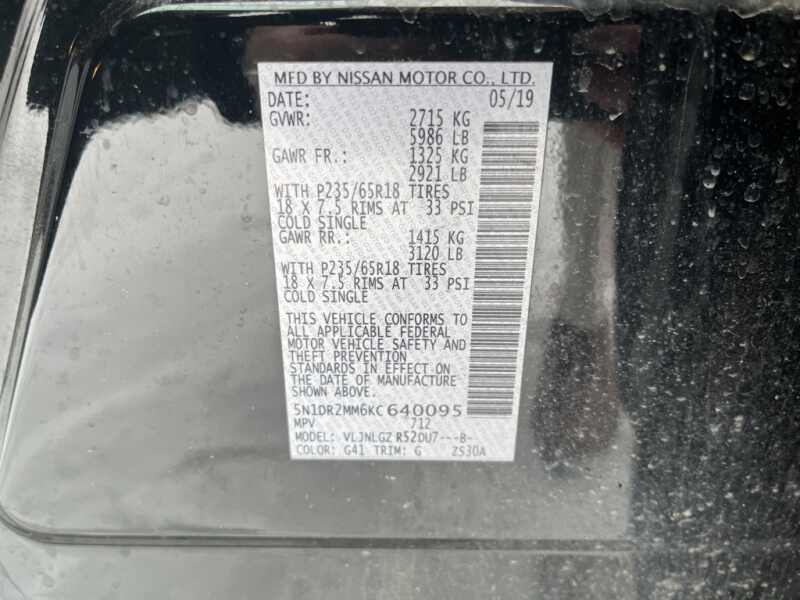 MFD BY NISSAN MOTOR CO., LTD.
DATE: 05/19
GVWR: 2715 KG
5986 LB
GAWR FR.: 1325 KG
2921 LB
WITH P235/65R18 TIRES
18 X 7.5 RIMS AT 33 PSI
COLD SINGLE
GAWR RR.: 1415 KG
3120 LB
WITH P235/65R18 TIRES
18 X 7.5 RIMS AT 33 PSI
COLD SINGLE
THIS VEHICLE CONFORMS TO
ALL APPLICABLE FEDERAL
MOTOR VEHICLE SAFETY AND
THEFT PREVENTION
STANDARDS IN EFFECT ON
THE DATE OF MANUFACTURE
SHOWN ABOVE.
5N1DR2MM6KC640095
MPV 712
MODEL: VLJNLGZ R52DU7---B-
COLOR: G41 TRIM: G ZS30A